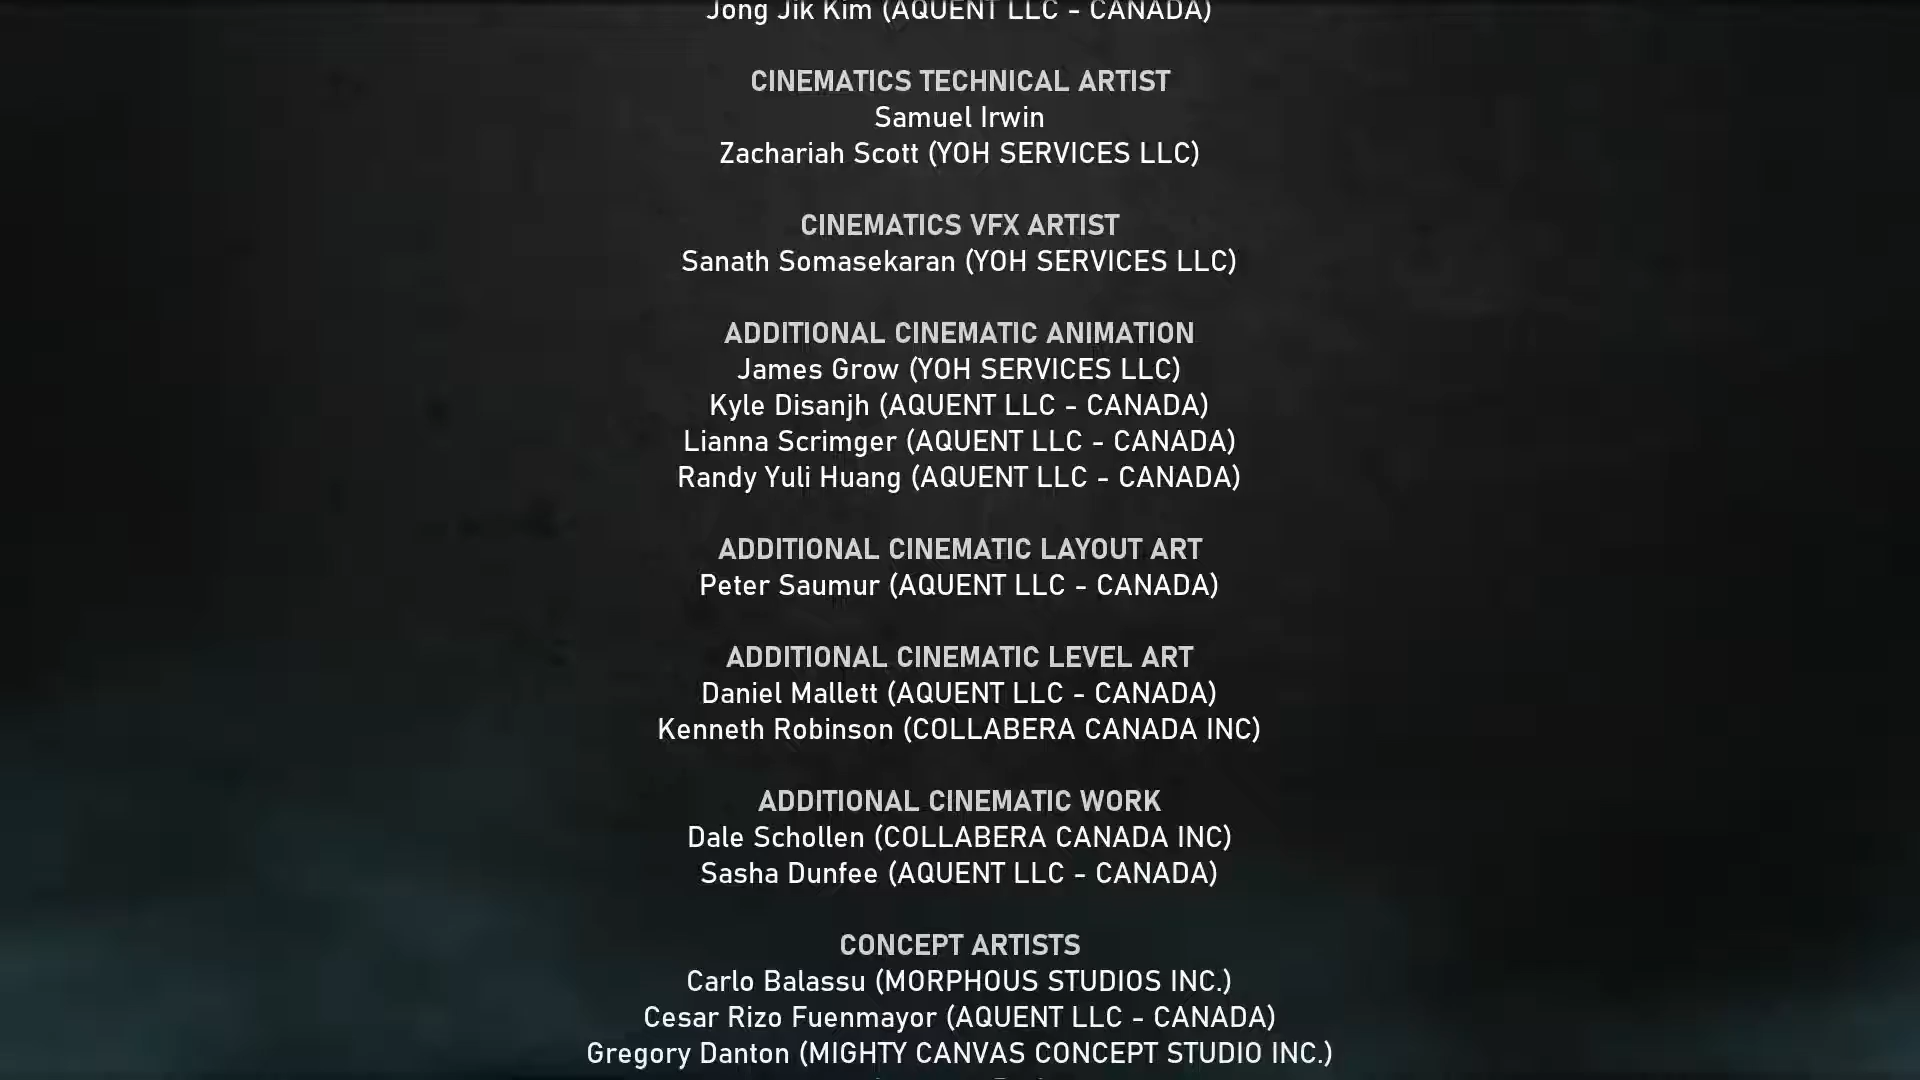 Jong Jik Kim (AQUENT LLC - CANADA)
CINEMATICS TECHNICAL ARTIST
Samuel Irwin
Zachariah Scott (YOH SERVICES LLC)
CINEMATICS VFX ARTIST
Sanath Somasekaran (YOH SERVICES LLC)
ADDITIONAL CINEMATIC ANIMATION
James Grow (YOH SERVICES LLC)
Kyle Disanjh (AQUENT LLC - CANADA)
Lianna Scrimger (AQUENT LLC - CANADA)
Randy Yuli Huang (AQUENT LLC - CANADA)
ADDITIONAL CINEMATIC LAYOUT ART
Peter Saumur (AQUENT LLC - CANADA)
ADDITIONAL CINEMATIC LEVEL ART
Daniel Mallett (AQUENT LLC - CANADA)
Kenneth Robinson (COLLABERA CANADA INC)
ADDITIONAL CINEMATIC WORK
Dale Schollen (COLLABERA CANADA INC)
Sasha Dunfee (AQUENT LLC - CANADA)
CONCEPT ARTISTS
Carlo Balassu (MORPHOUS STUDIOS INC.)
Cesar Rizo Fuenmayor (AQUENT LLC - CANADA)
Gregory Danton (MIGHTY CANVAS CONCEPT STUDIO INC.)